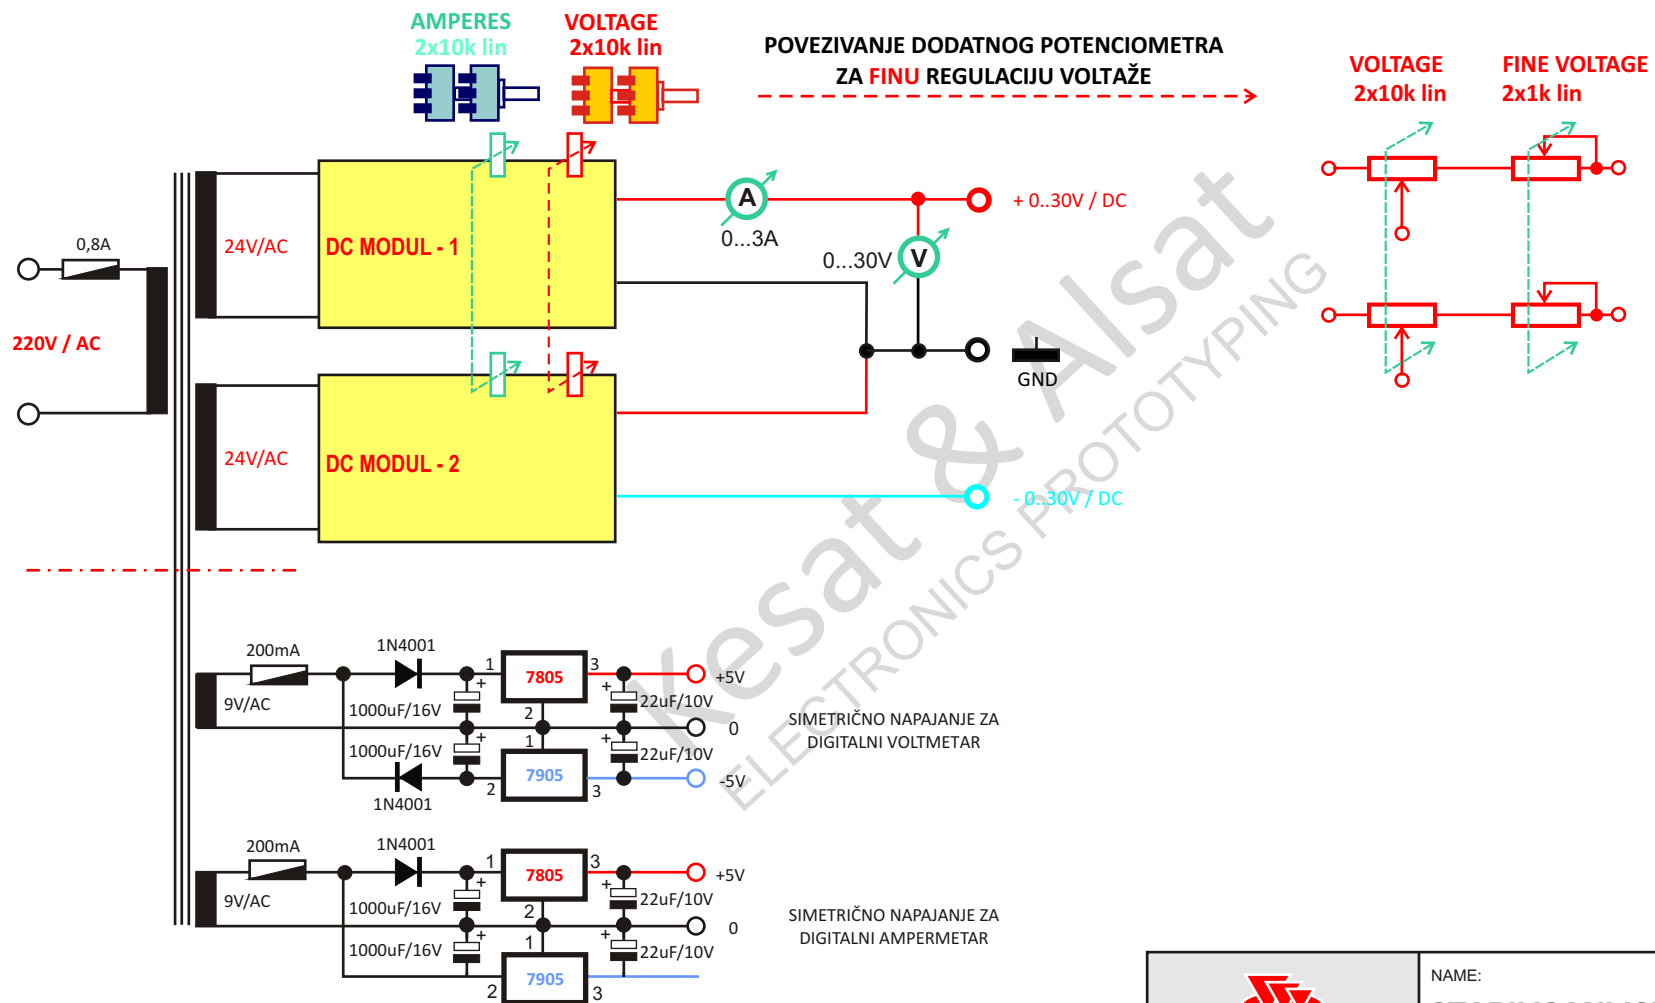 AMPERES
2x10k lin
VOLTAGE
2x10k lin
POVEZIVANJE DODATNOG POTENCIOMETRA
ZA FINU REGULACIJU VOLTAŽE
VOLTAGE
2x10k lin
FINE VOLTAGE
2x1k lin
0,8A
220V / AC
24V/AC
DC MODUL - 1
A
0...3A
+ 0..30V / DC
0...30V
V
GND
24V/AC
DC MODUL - 2
- 0..30V / DC
Kesat & Alsat
ELECTRONICS PROTOTYPING
200mA
1N4001
9V/AC
1000uF/16V
+
1
7805
3
2
+
22uF/10V
+5V
0
1000uF/16V
+
1
7905
2
3
+
22uF/10V
-5V
1N4001
SIMETRIČNO NAPAJANJE ZA
DIGITALNI VOLTMETAR
200mA
1N4001
9V/AC
1000uF/16V
+
1
7805
3
2
+
22uF/10V
+5V
0
1000uF/16V
+
1
7905
2
3
22uF/10V
SIMETRIČNO NAPAJANJE ZA
DIGITALNI AMPERMETAR
NAME: